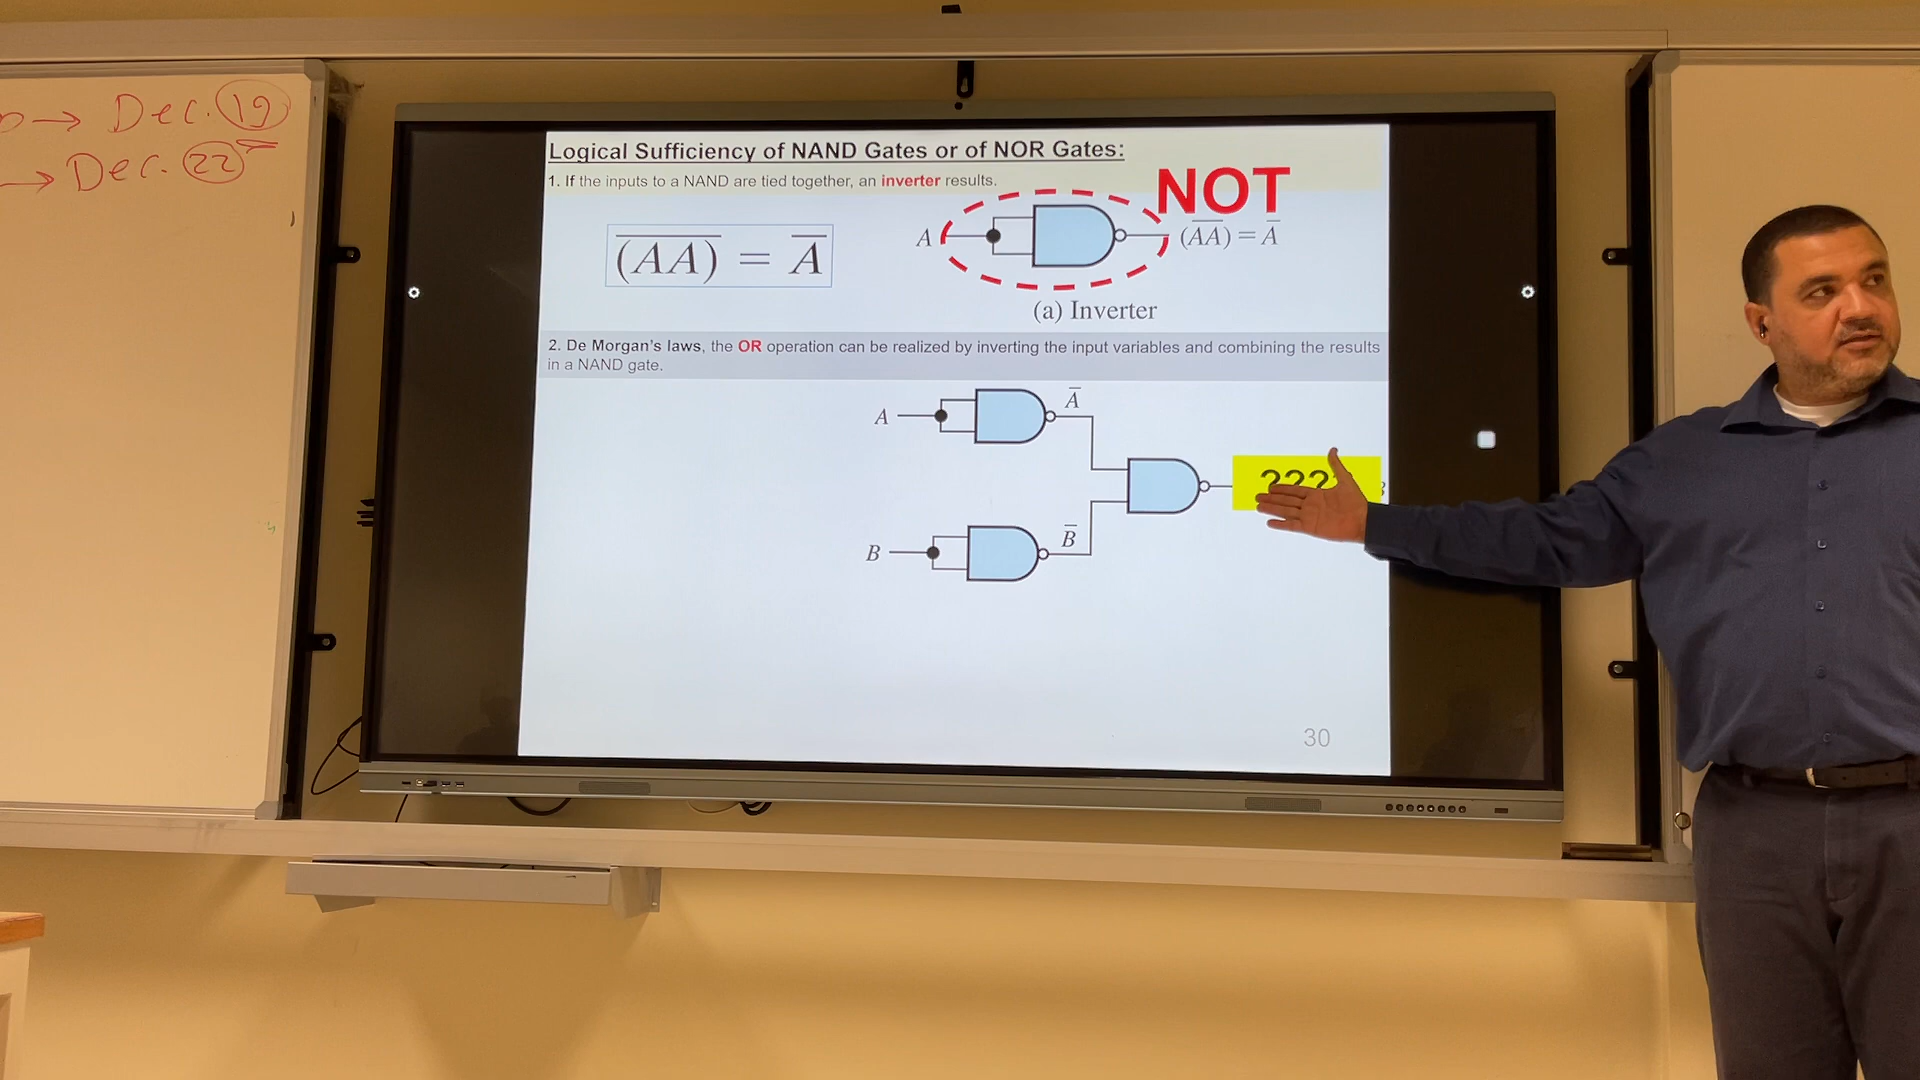 → Dec. 19
→ Dec. 22
Logical Sufficiency of NAND Gates or of NOR Gates:
1. If the inputs to a NAND are tied together, an inverter results.
NOT
(A̅A̅) = A̅
A
(A̅A̅) = A̅
(a) Inverter
2. De Morgan's laws, the OR operation can be realized by inverting the input variables and combining the results
in a NAND gate.
A
A̅
???
B
B̅
30